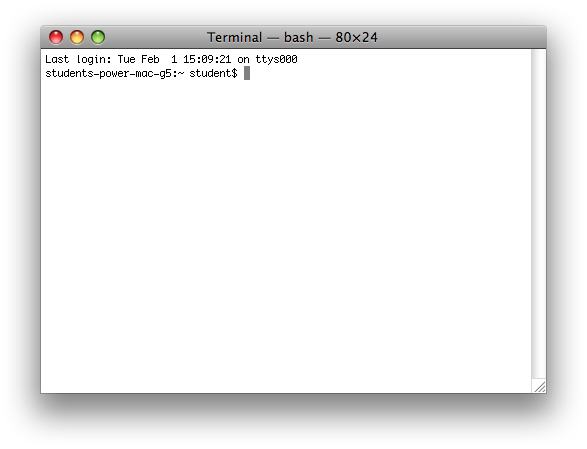 Terminal — bash — 80×24
Last login: Tue Feb  1 15:09:21 on ttys000
students-power-mac-g5:~ student$